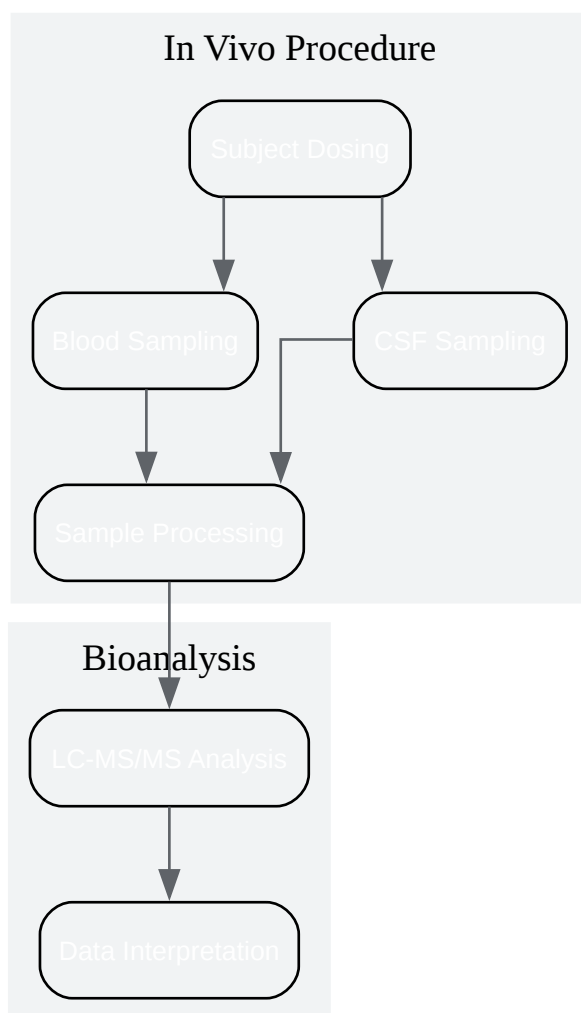 In Vivo Procedure
Subject Dosing
Blood Sampling
CSF Sampling
Sample Processing
Bioanalysis
LC-MS/MS Analysis
Data Interpretation